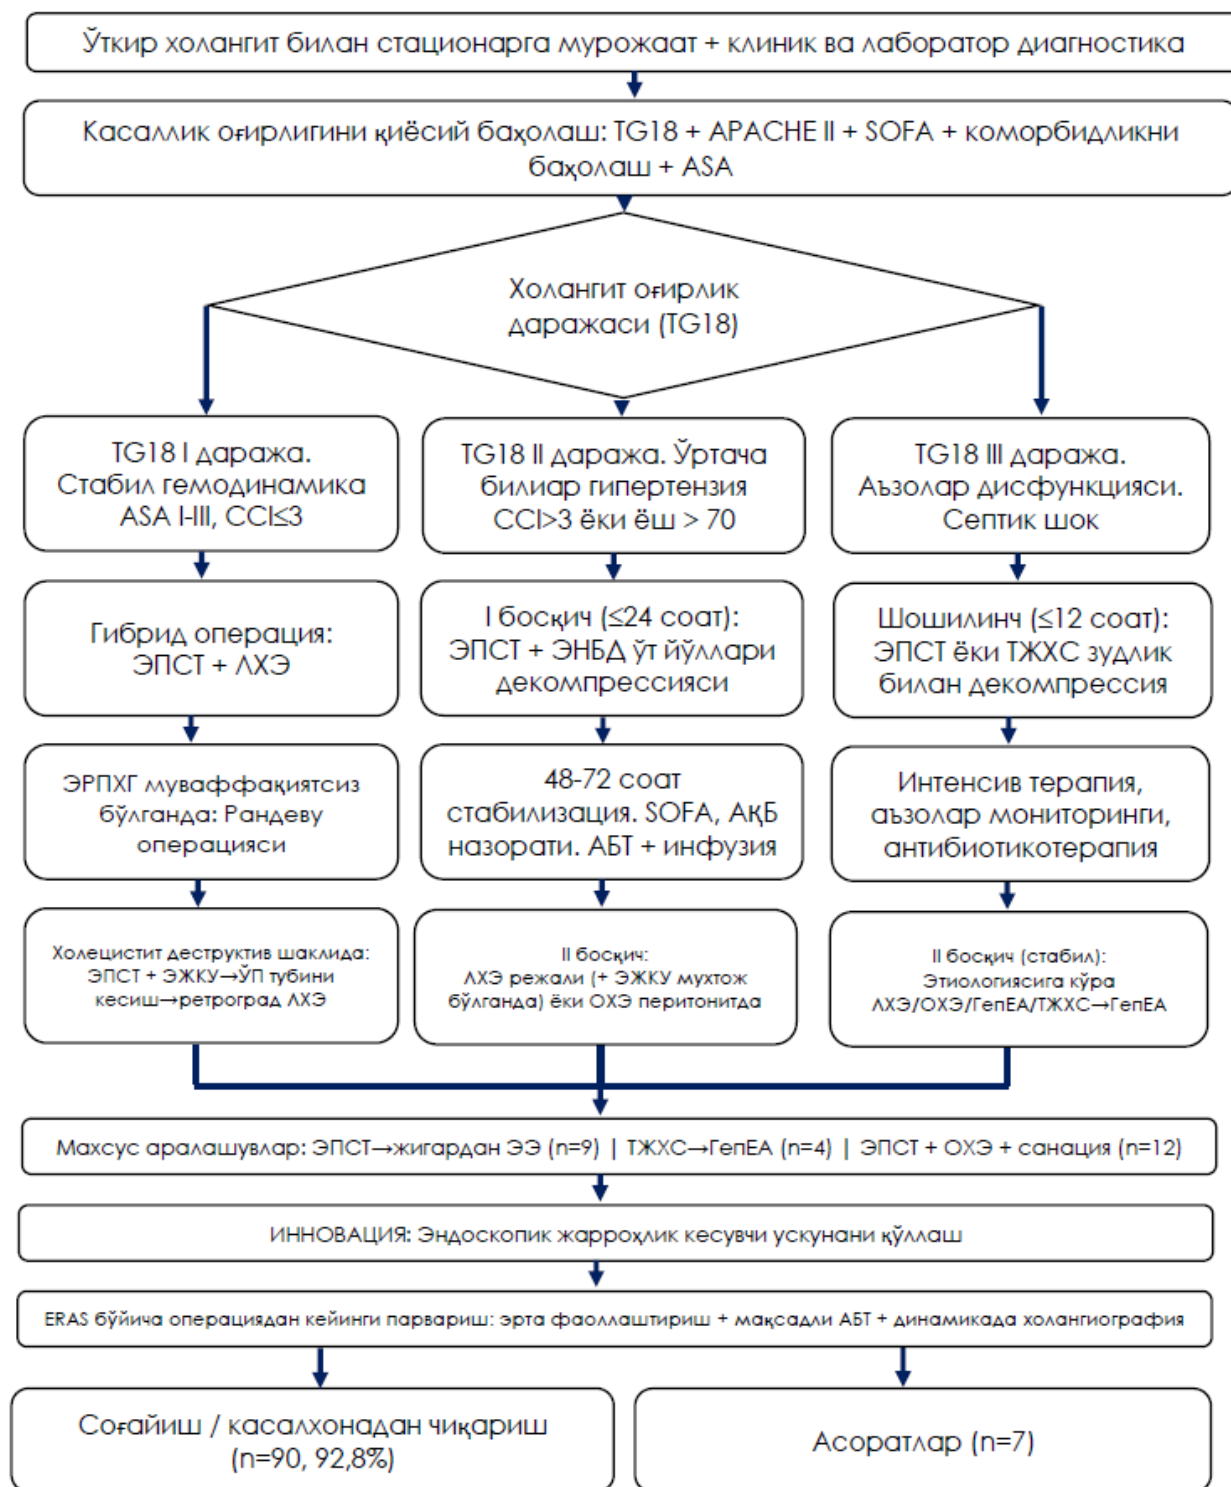 Ўткир холангит билан стационарга мурожаат + клиник ва лаборатор диагностика
Касаллик оғирлигини қиёсий баҳолаш: TG18 + APACHE II + SOFA + коморбидликни
баҳолаш + ASA
Холангит оғирлик
даражаси (TG18)
TG18 I даража.
Стабил гемодинамика
ASA I-III, CCI≤3
TG18 II даража. Ўртача
билиар гипертензия
CCI>3 ёки ёш > 70
TG18 III даража.
Аъзолар дисфункцияси.
Септик шок
Гибрид операция:
ЭПСТ + ЛХЭ
I босқич (≤24 соат):
ЭПСТ + ЭНБД ўт йўллари
декомпрессияси
Шошилинч (≤12 соат):
ЭПСТ ёки ТЖХС зудлик
билан декомпрессия
ЭРПХГ муваффақиятсиз
бўлганда: Рандеву
операцияси
48-72 соат
стабилизация. SOFA, АҚБ
назорати. АБТ + инфузия
Интенсив терапия,
аъзолар мониторинги,
антибиотикотерапия
Холецистит деструктив шаклида:
ЭПСТ + ЭЖКУ→ЎП тубини
кесиш→ретроград ЛХЭ
II босқич:
ЛХЭ режали (+ ЭЖКУ мухтож
бўлганда) ёки ОХЭ перитонитда
II босқич (стабил):
Этиологиясига кўра
ЛХЭ/ОХЭ/ГепЕА/ТЖХС→ГепЕА
Махсус аралашувлар: ЭПСТ→жигардан ЭЭ (n=9) | ТЖХС→ГепЕА (n=4) | ЭПСТ + ОХЭ + санация (n=12)
ИННОВАЦИЯ: Эндоскопик жарроҳлик кесувчи ускунани қўллаш
ERAS бўйича операциядан кейинги парвариш: эрта фаоллаштириш + мақсадли АБТ + динамикада холангиография
Соғайиш / касалхонадан чиқариш
(n=90, 92,8%)
Асоратлар (n=7)